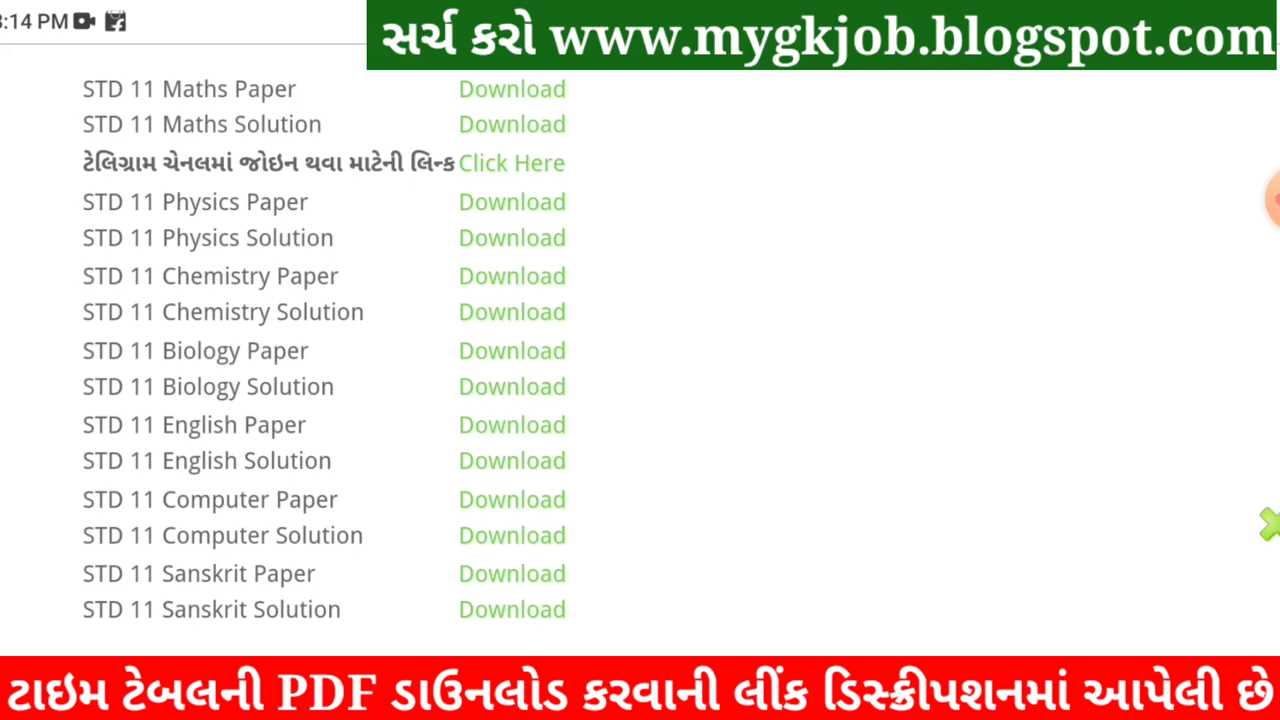 :14 PM
સર્ચ કરો www.mygkjob.blogspot.com
STD 11 Maths Paper Download
STD 11 Maths Solution Download
ટેલિગ્રામ ચેનલમાં જોઇન થવા માટેની લિન્ક Click Here
STD 11 Physics Paper Download
STD 11 Physics Solution Download
STD 11 Chemistry Paper Download
STD 11 Chemistry Solution Download
STD 11 Biology Paper Download
STD 11 Biology Solution Download
STD 11 English Paper Download
STD 11 English Solution Download
STD 11 Computer Paper Download
STD 11 Computer Solution Download
STD 11 Sanskrit Paper Download
STD 11 Sanskrit Solution Download
ટાઇમ ટેબલની PDF ડાઉનલોડ કરવાની લીંક ડિસ્ક્રીપશનમાં આપેલી છે